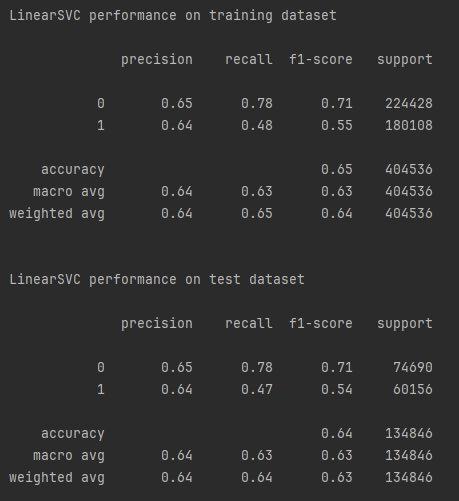 LinearSVC performance on training dataset
precision recall f1-score support
0 0.65 0.78 0.71 224428
1 0.64 0.48 0.55 180108
accuracy 0.65 404536
macro avg 0.64 0.63 0.63 404536
weighted avg 0.64 0.65 0.64 404536
LinearSVC performance on test dataset
precision recall f1-score support
0 0.65 0.78 0.71 74690
1 0.64 0.47 0.54 60156
accuracy 0.64 134846
macro avg 0.64 0.63 0.63 134846
weighted avg 0.64 0.64 0.63 134846